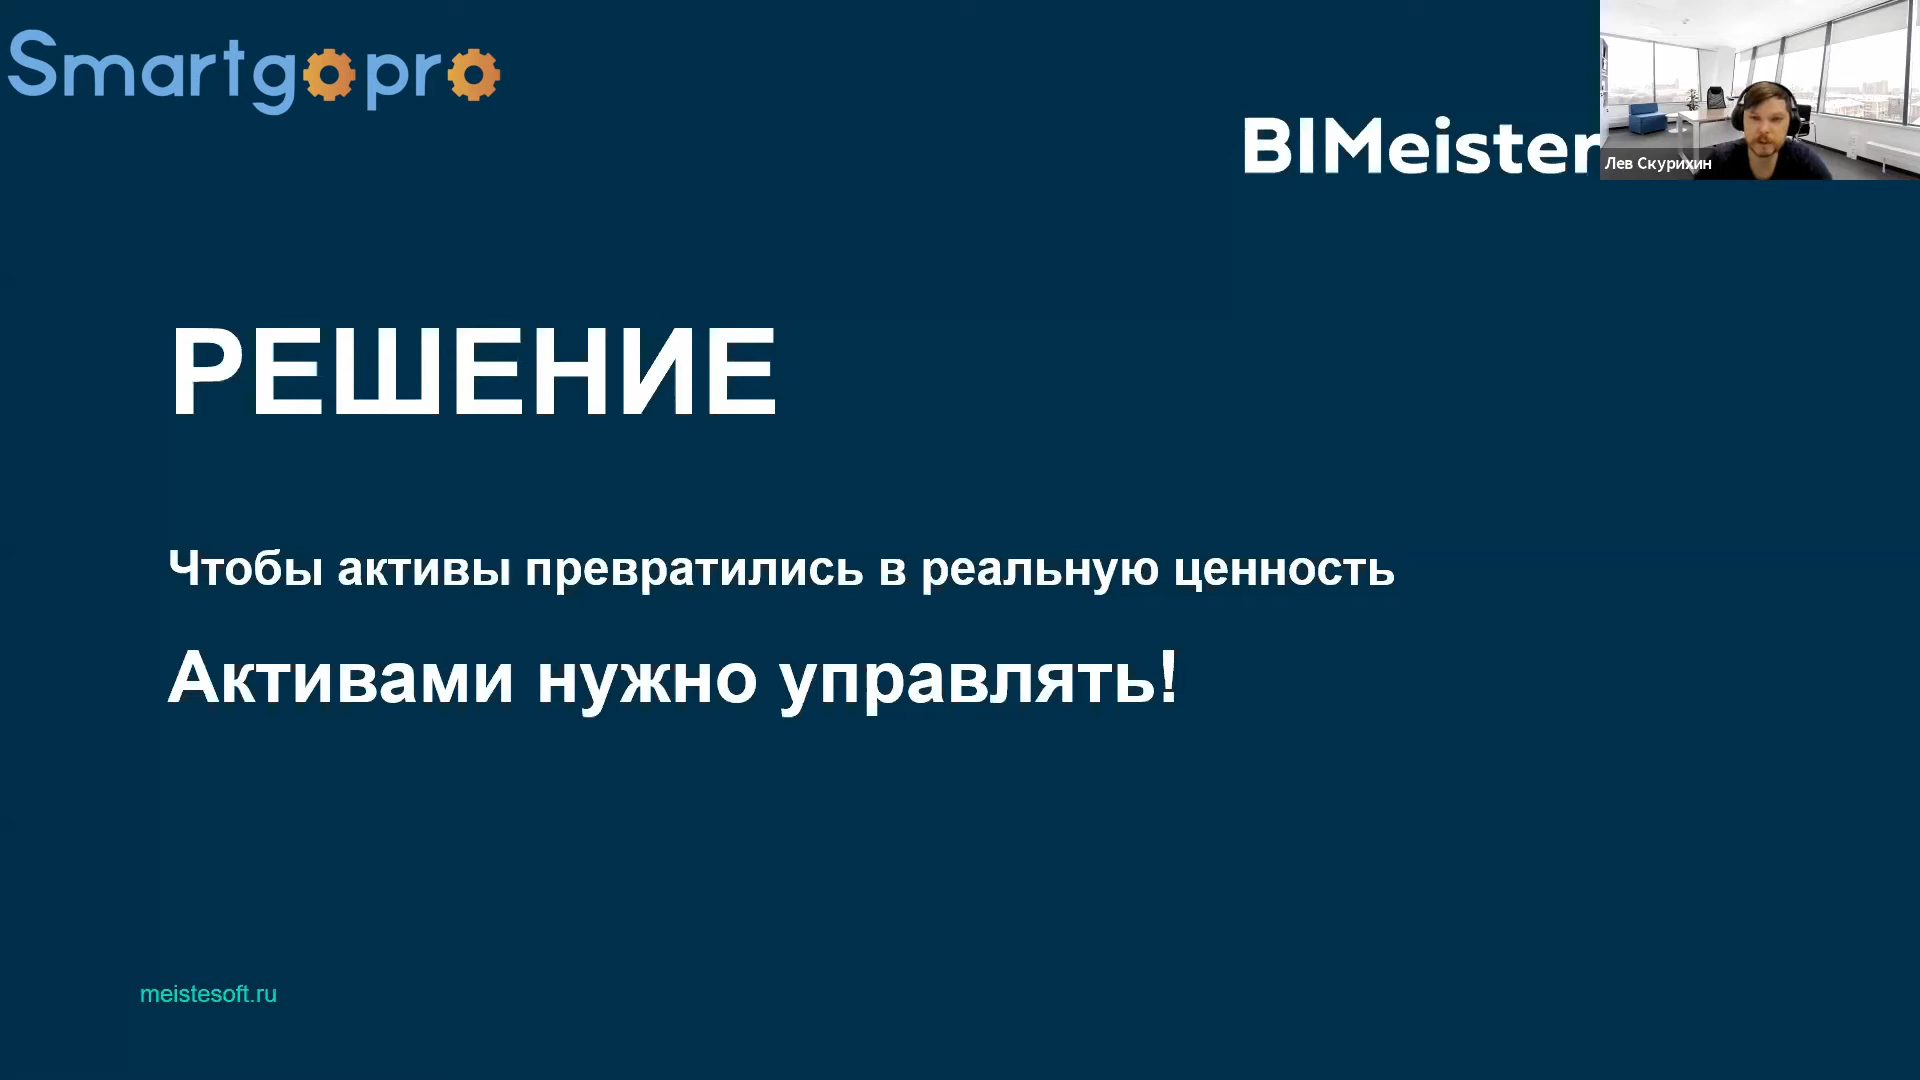 Smartgopro
BIMeister
Лев Скурихин
РЕШЕНИЕ
Чтобы активы превратились в реальную ценность
Активами нужно управлять!
meistesoft.ru